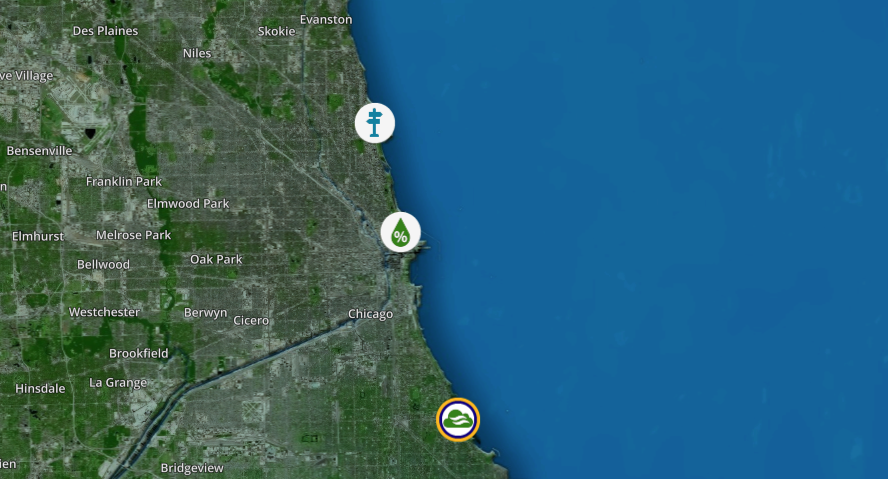 Evanston
Des Plaines
Skokie
Niles
ve Village
Bensenville
Franklin Park
n
Elmwood Park
Elmhurst
Melrose Park
%
Bellwood
Oak Park
Westchester
Berwyn
Cicero
Chicago
Brookfield
Hinsdale
La Grange
ien
Bridgeview